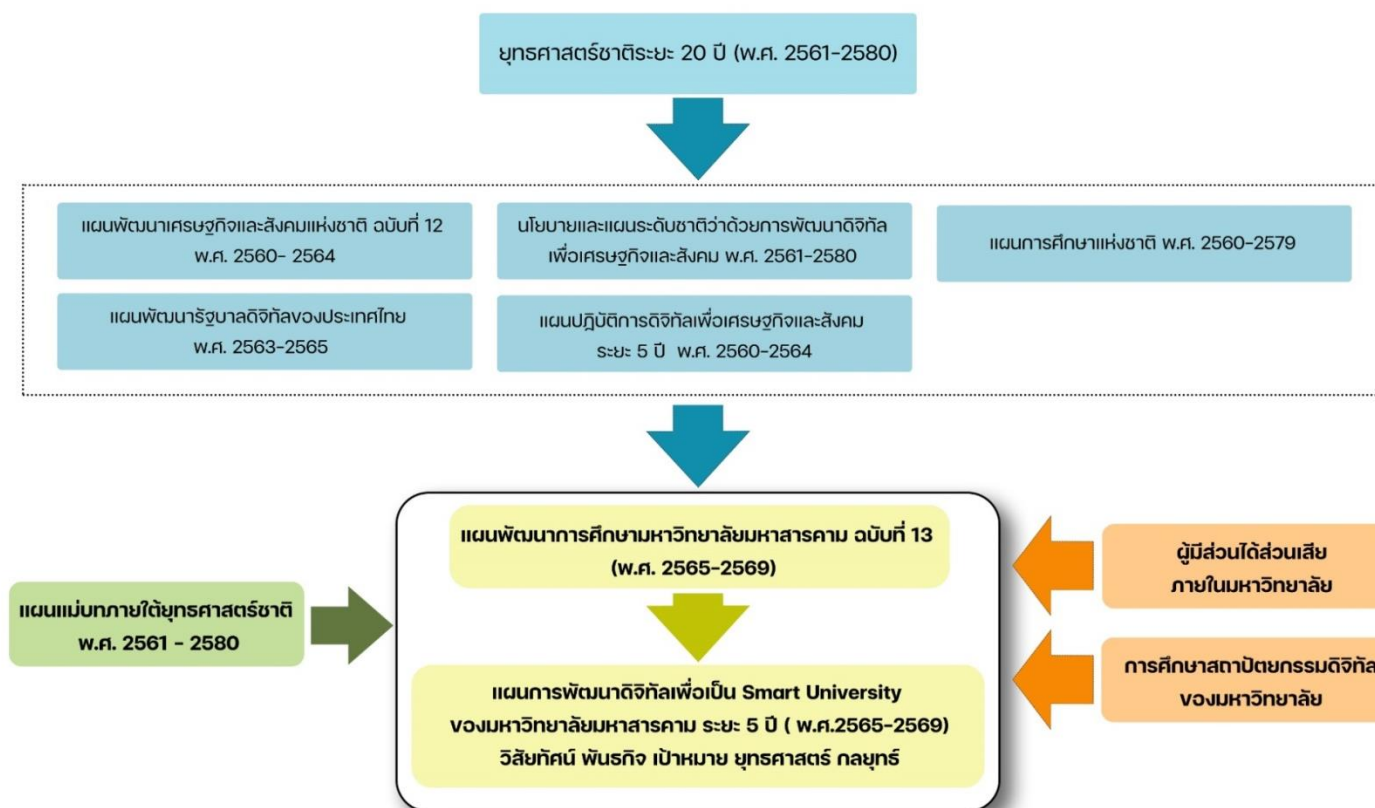 ยุทธศาสตร์ชาติระยะ 20 ปี (พ.ศ. 2561-2580)
แผนพัฒนาเศรษฐกิจและสังคมแห่งชาติ ฉบับที่ 12
พ.ศ. 2560- 2564
นโยบายและแผนระดับชาติว่าด้วยการพัฒนาดิจิทัล
เพื่อเศรษฐกิจและสังคม พ.ศ. 2561-2580
แผนการศึกษาแห่งชาติ พ.ศ. 2560-2579
แผนพัฒนารัฐบาลดิจิทัลของประเทศไทย
พ.ศ. 2563-2565
แผนปฏิบัติการดิจิทัลเพื่อเศรษฐกิจและสังคม
ระยะ 5 ปี พ.ศ. 2560-2564
แผนพัฒนาการศึกษามหาวิทยาลัยมหาสารคาม ฉบับที่ 13
(พ.ศ. 2565-2569)
ผู้มีส่วนได้ส่วนเสีย
ภายในมหาวิทยาลัย
แผนแม่บทภายใต้ยุทธศาสตร์ชาติ
พ.ศ. 2561 - 2580
แผนการพัฒนาดิจิทัลเพื่อเป็น Smart University
ของมหาวิทยาลัยมหาสารคาม ระยะ 5 ปี ( พ.ศ.2565-2569)
วิสัยทัศน์ พันธกิจ เป้าหมาย ยุทธศาสตร์ กลยุทธ์
การศึกษาสถาปัตยกรรมดิจิทัล
ของมหาวิทยาลัย